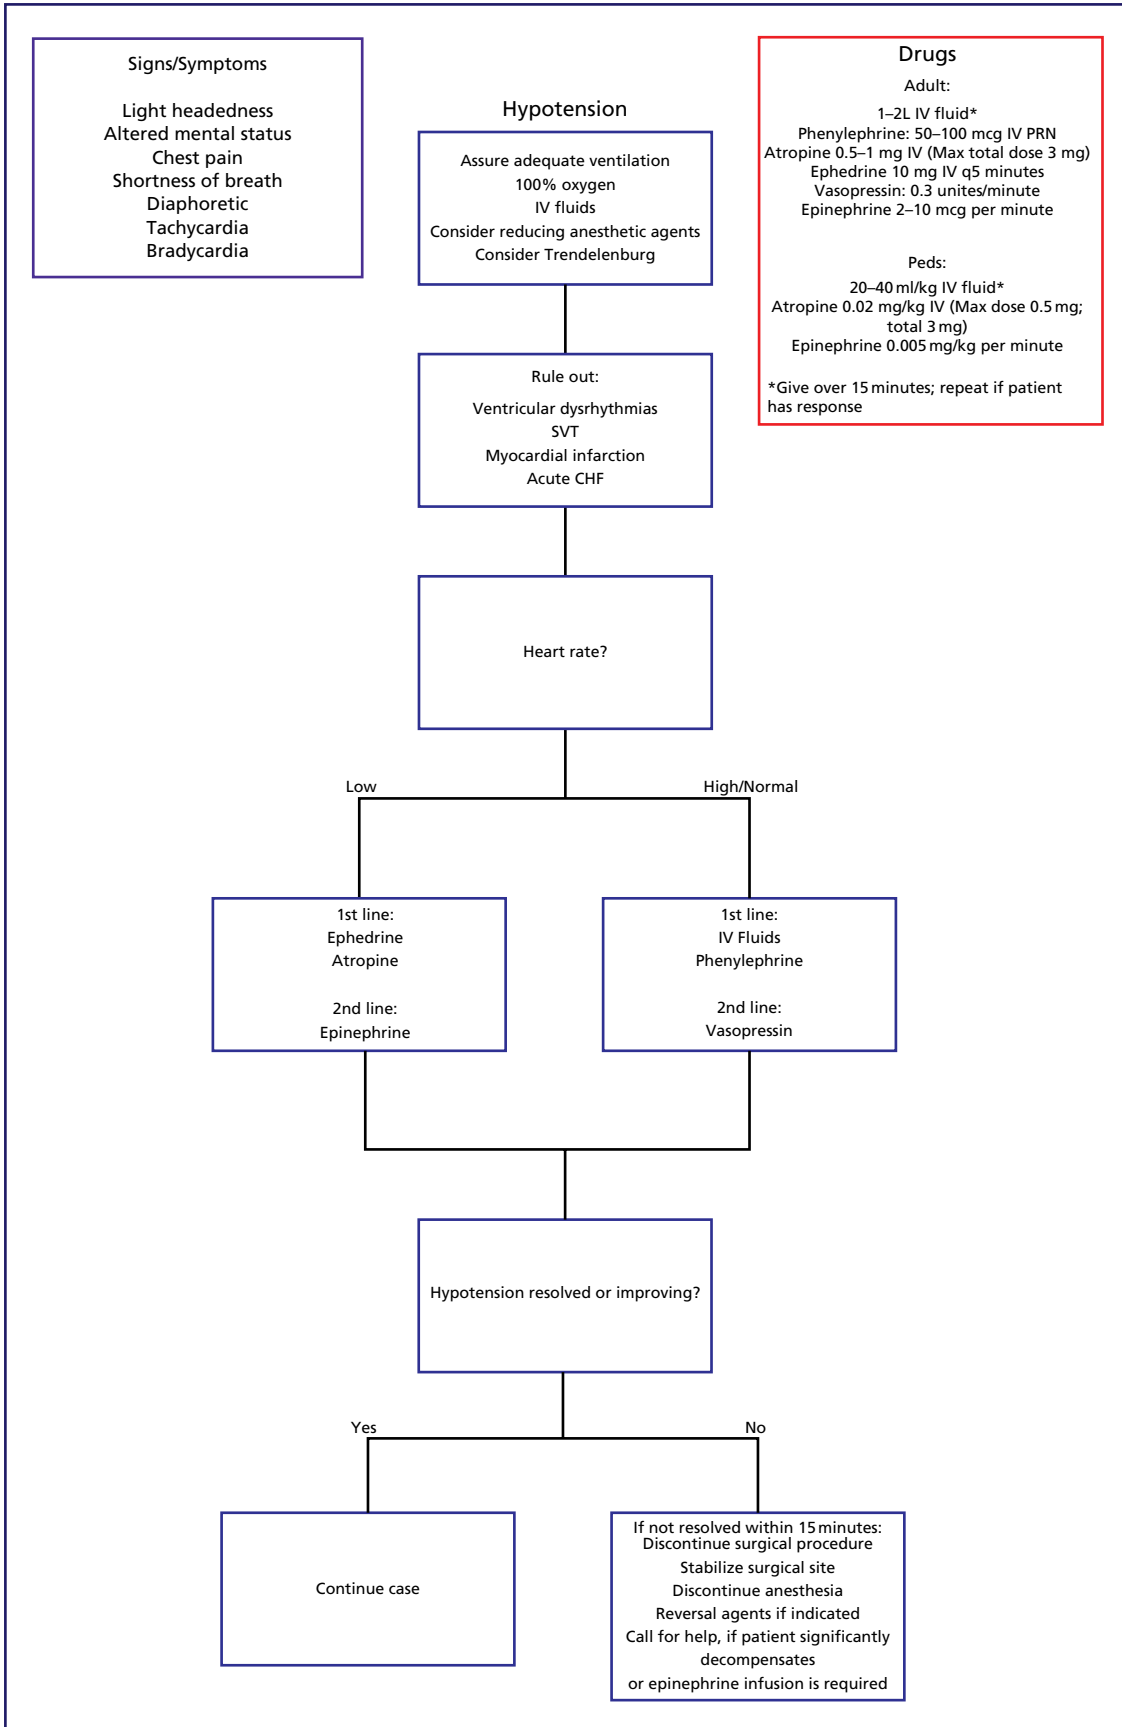 Signs/Symptoms
Light headedness
Altered mental status
Chest pain
Shortness of breath
Diaphoretic
Tachycardia
Bradycardia
Hypotension
Assure adequate ventilation
100% oxygen
IV fluids
Consider reducing anesthetic agents
Consider Trendelenburg
Drugs
Adult:
1–2L IV fluid*
Phenylephrine: 50–100 mcg IV PRN
Atropine 0.5–1 mg IV (Max total dose 3 mg)
Ephedrine 10 mg IV q5 minutes
Vasopressin: 0.3 unites/minute
Epinephrine 2–10 mcg per minute
Peds:
20–40 ml/kg IV fluid*
Atropine 0.02 mg/kg IV (Max dose 0.5 mg;
total 3 mg)
Epinephrine 0.005 mg/kg per minute
*Give over 15 minutes; repeat if patient
has response
Rule out:
Ventricular dysrhythmias
SVT
Myocardial infarction
Acute CHF
Heart rate?
Low
High/Normal
1st line:
Ephedrine
Atropine
2nd line:
Epinephrine
1st line:
IV Fluids
Phenylephrine
2nd line:
Vasopressin
Hypotension resolved or improving?
Yes
No
Continue case
If not resolved within 15 minutes:
Discontinue surgical procedure
Stabilize surgical site
Discontinue anesthesia
Reversal agents if indicated
Call for help, if patient significantly
decompensates
or epinephrine infusion is required